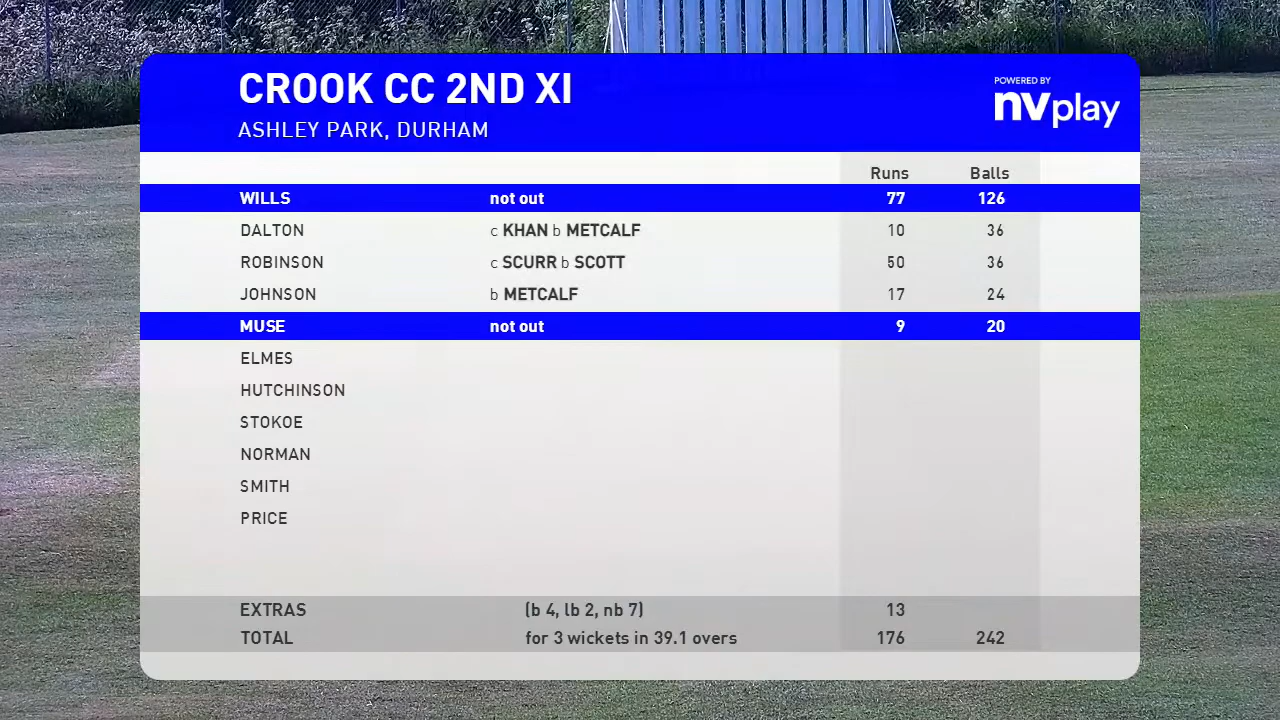 CROOK CC 2ND XI
ASHLEY PARK, DURHAM
POWERED BY
nvplay
Runs Balls
WILLS not out 77 126
DALTON c KHAN b METCALF 10 36
ROBINSON c SCURR b SCOTT 50 36
JOHNSON b METCALF 17 24
MUSE not out 9 20
ELMES
HUTCHINSON
STOKOE
NORMAN
SMITH
PRICE
EXTRAS (b 4, lb 2, nb 7) 13
TOTAL for 3 wickets in 39.1 overs 176 242